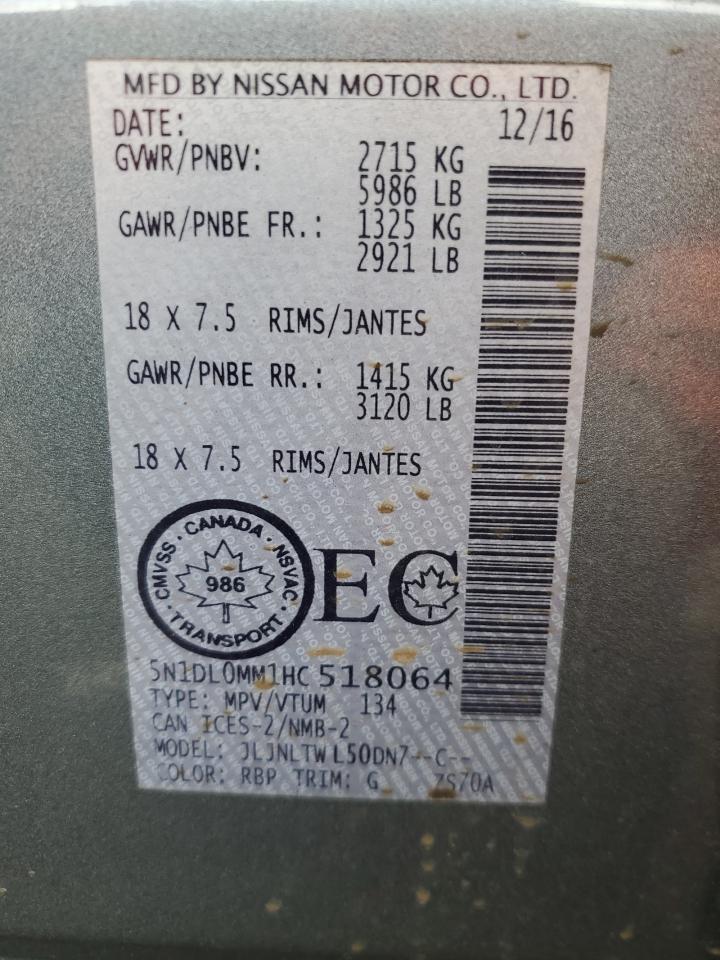 MFD BY NISSAN MOTOR CO., LTD.
DATE: 12/16
GVWR/PNBV: 2715 KG
5986 LB
GAWR/PNBE FR.: 1325 KG
2921 LB
18 X 7.5 RIMS/JANTES
GAWR/PNBE RR.: 1415 KG
3120 LB
18 X 7.5 RIMS/JANTES
CMVSS · CANADA · NSVAC · TRANSPORT ·
986
EC
5N1DL0MM1HC518064
TYPE: MPV/VTUM 134
CAN ICES-2/NMB-2
MODEL: JLJNLTW L50DN7--C--
COLOR: RBP TRIM: G 7S70A